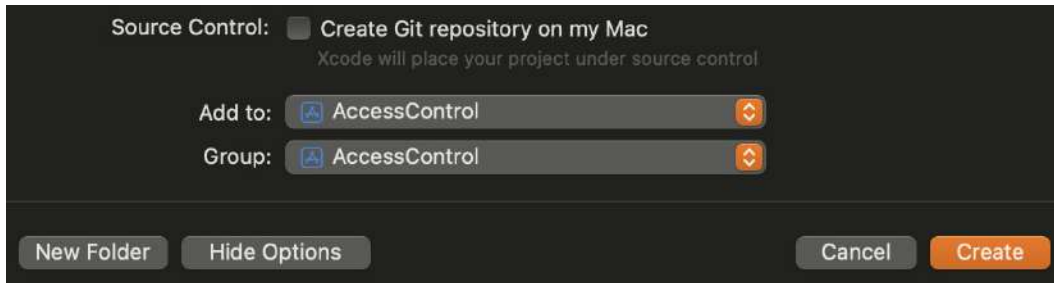 Source Control: Create Git repository on my Mac
Xcode will place your project under source control
Add to: AccessControl
Group: AccessControl
New Folder Hide Options Cancel Create